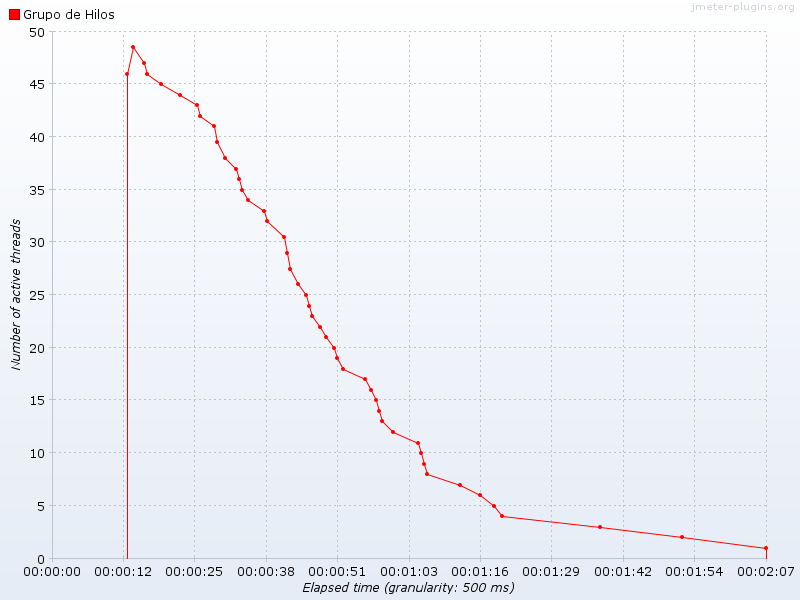 jmeter-plugins.org
Grupo de Hilos
50
45
40
35
30
25
20
15
10
5
0
Number of active threads
00:00:00 00:00:12 00:00:25 00:00:38 00:00:51 00:01:03 00:01:16 00:01:29 00:01:42 00:01:54 00:02:07
Elapsed time (granularity: 500 ms)